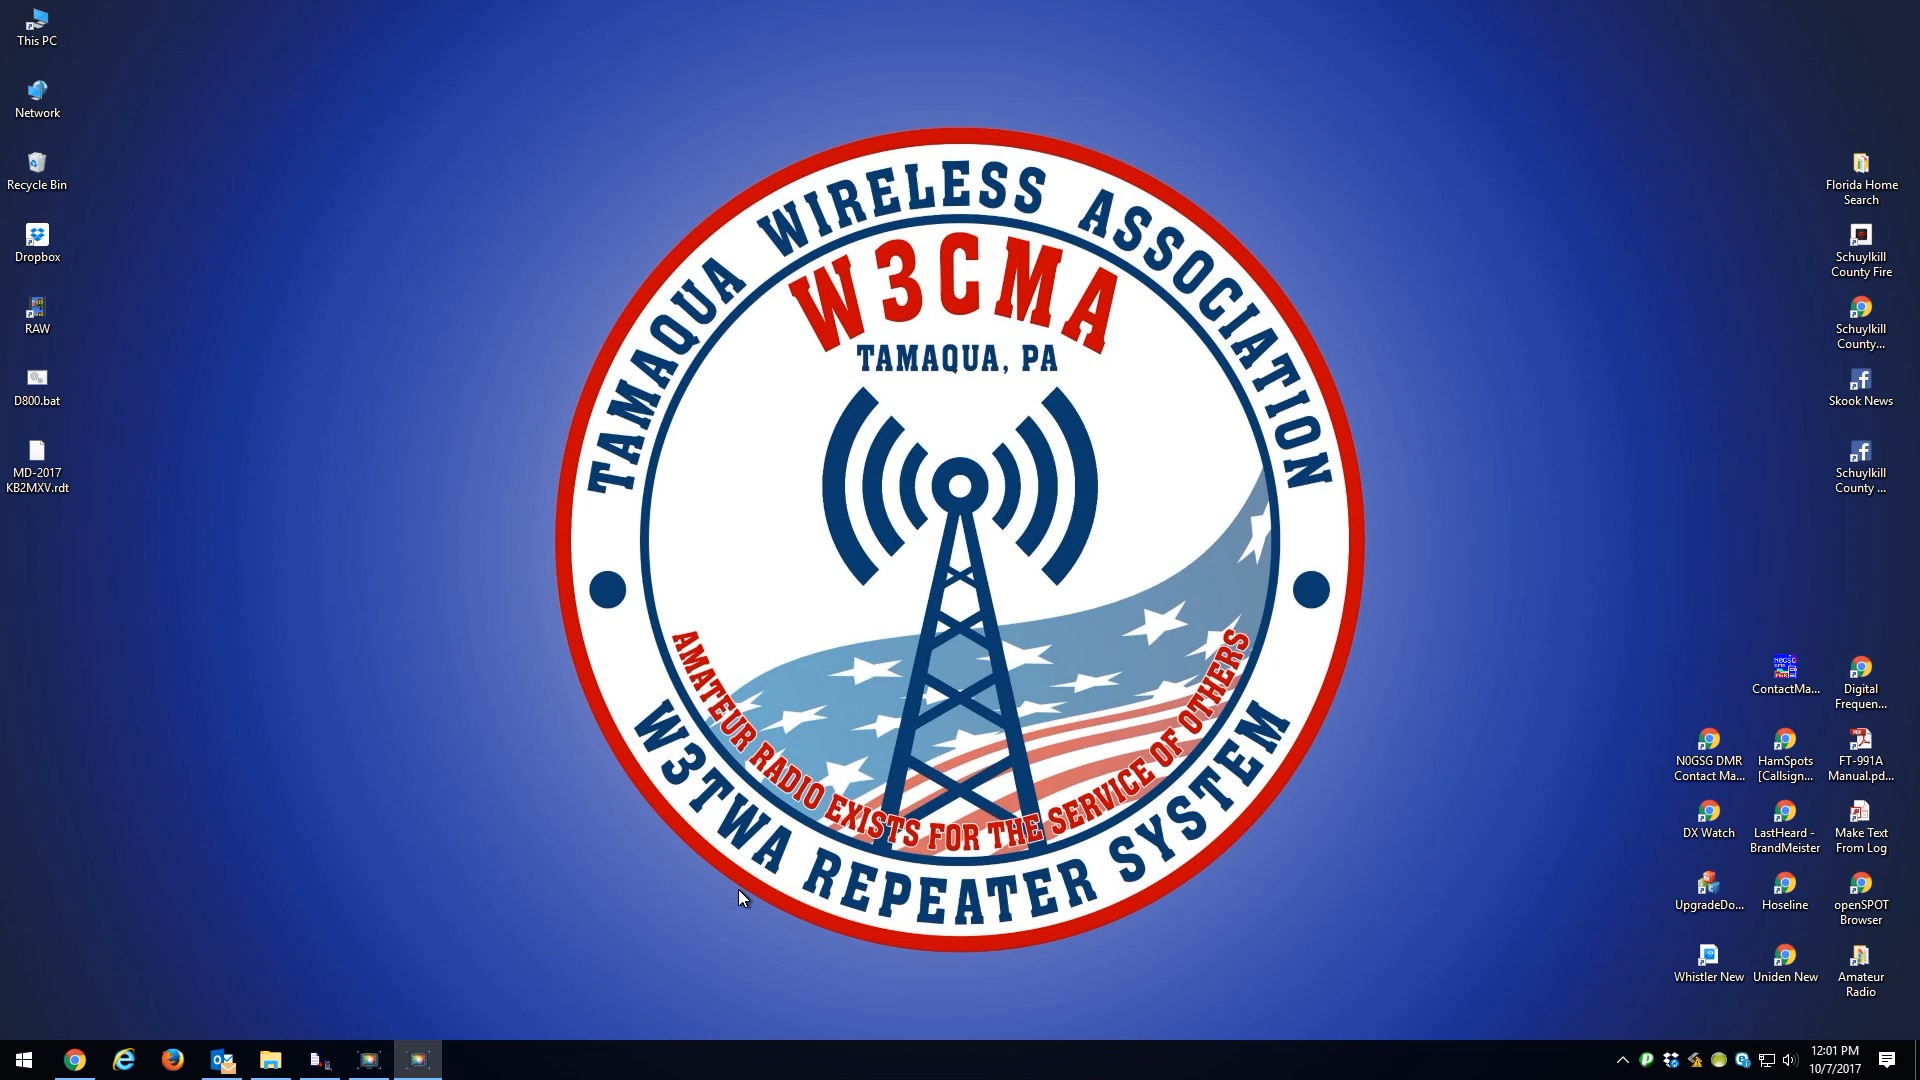 This PC
Network
Recycle Bin
Dropbox
RAW
D800.bat
MD-2017
KB2MXV.rdt
TAMAQUA WIRELESS ASSOCIATION
W3CMA
TAMAQUA, PA
AMATEUR RADIO EXISTS FOR THE SERVICE OF OTHERS
W3TWA REPEATER SYSTEM
Florida Home
Search
Schuylkill
County Fire
Schuylkill
County...
Skook News
Schuylkill
County ...
ContactMa...
Digital
Frequen...
N0GSG DMR
Contact Ma...
HamSpots
[Callsign...
FT-991A
Manual.pd...
DX Watch
LastHeard -
BrandMeister
Make Text
From Log
UpgradeDo...
Hoseline
openSPOT
Browser
Whistler New
Uniden New
Amateur
Radio
12:01 PM
10/7/2017